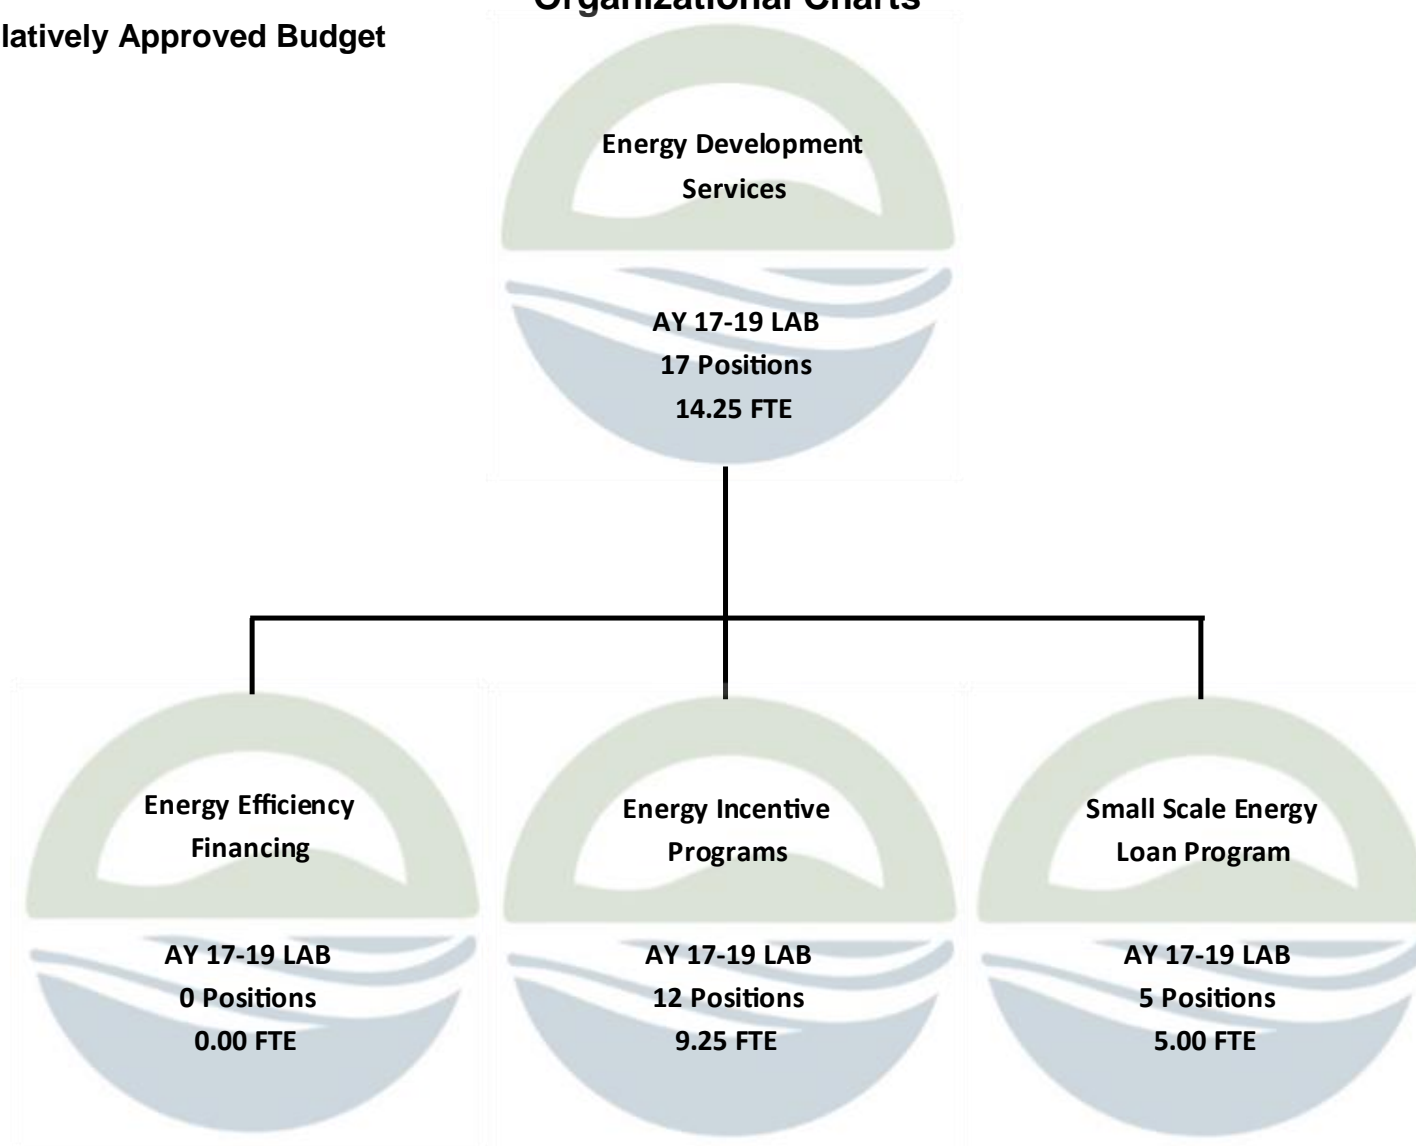 Organizational Charts
latively Approved Budget
Energy Development
Services
AY 17-19 LAB
17 Positions
14.25 FTE
Energy Efficiency
Financing
AY 17-19 LAB
0 Positions
0.00 FTE
Energy Incentive
Programs
AY 17-19 LAB
12 Positions
9.25 FTE
Small Scale Energy
Loan Program
AY 17-19 LAB
5 Positions
5.00 FTE